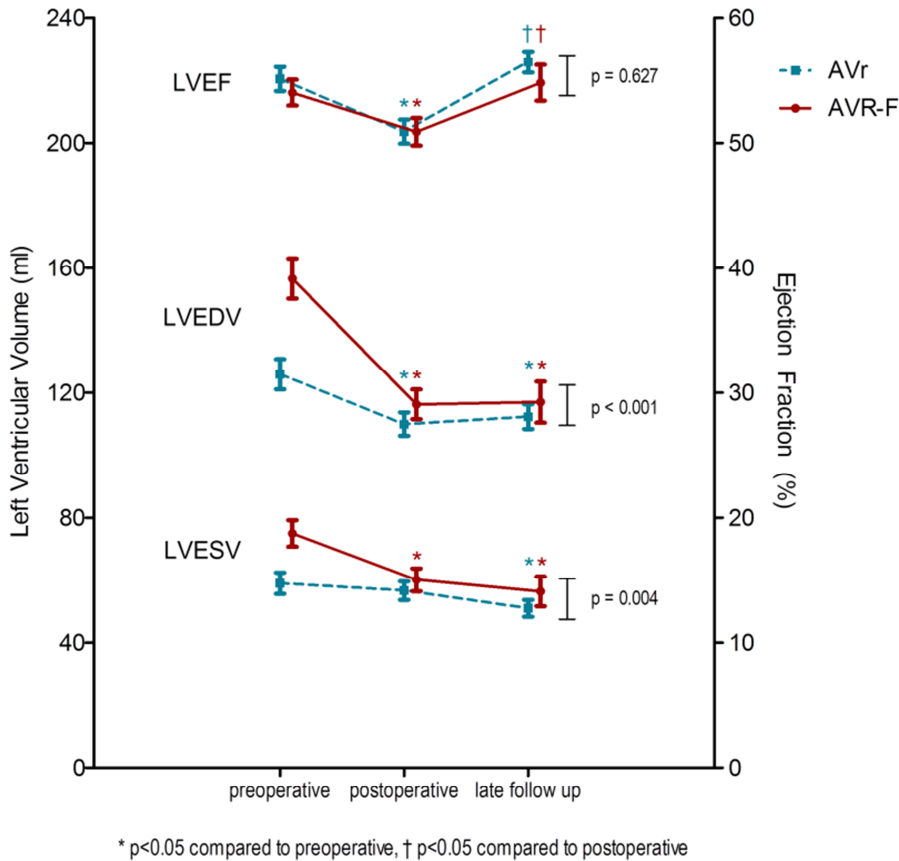 240
200
160
120
80
40
0
Left Ventricular Volume (ml)
LVEF
LVEDV
LVESV
* *
† †
p = 0.627
* *
* *
p < 0.001
*
* *
p = 0.004
60
50
40
30
20
10
0
Ejection Fraction (%)
AVr
AVR-F
preoperative postoperative late follow up
* p<0.05 compared to preoperative, † p<0.05 compared to postoperative